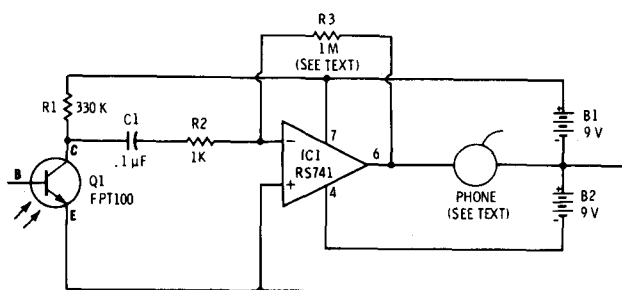 R3
1M
(SEE TEXT)
R1
330 K
C1
.1 µF
R2
1K
B1
9 V
7
C
−
IC1
RS741
6
B
Q1
FPT100
+
4
PHONE
(SEE TEXT)
B2
9 V
E